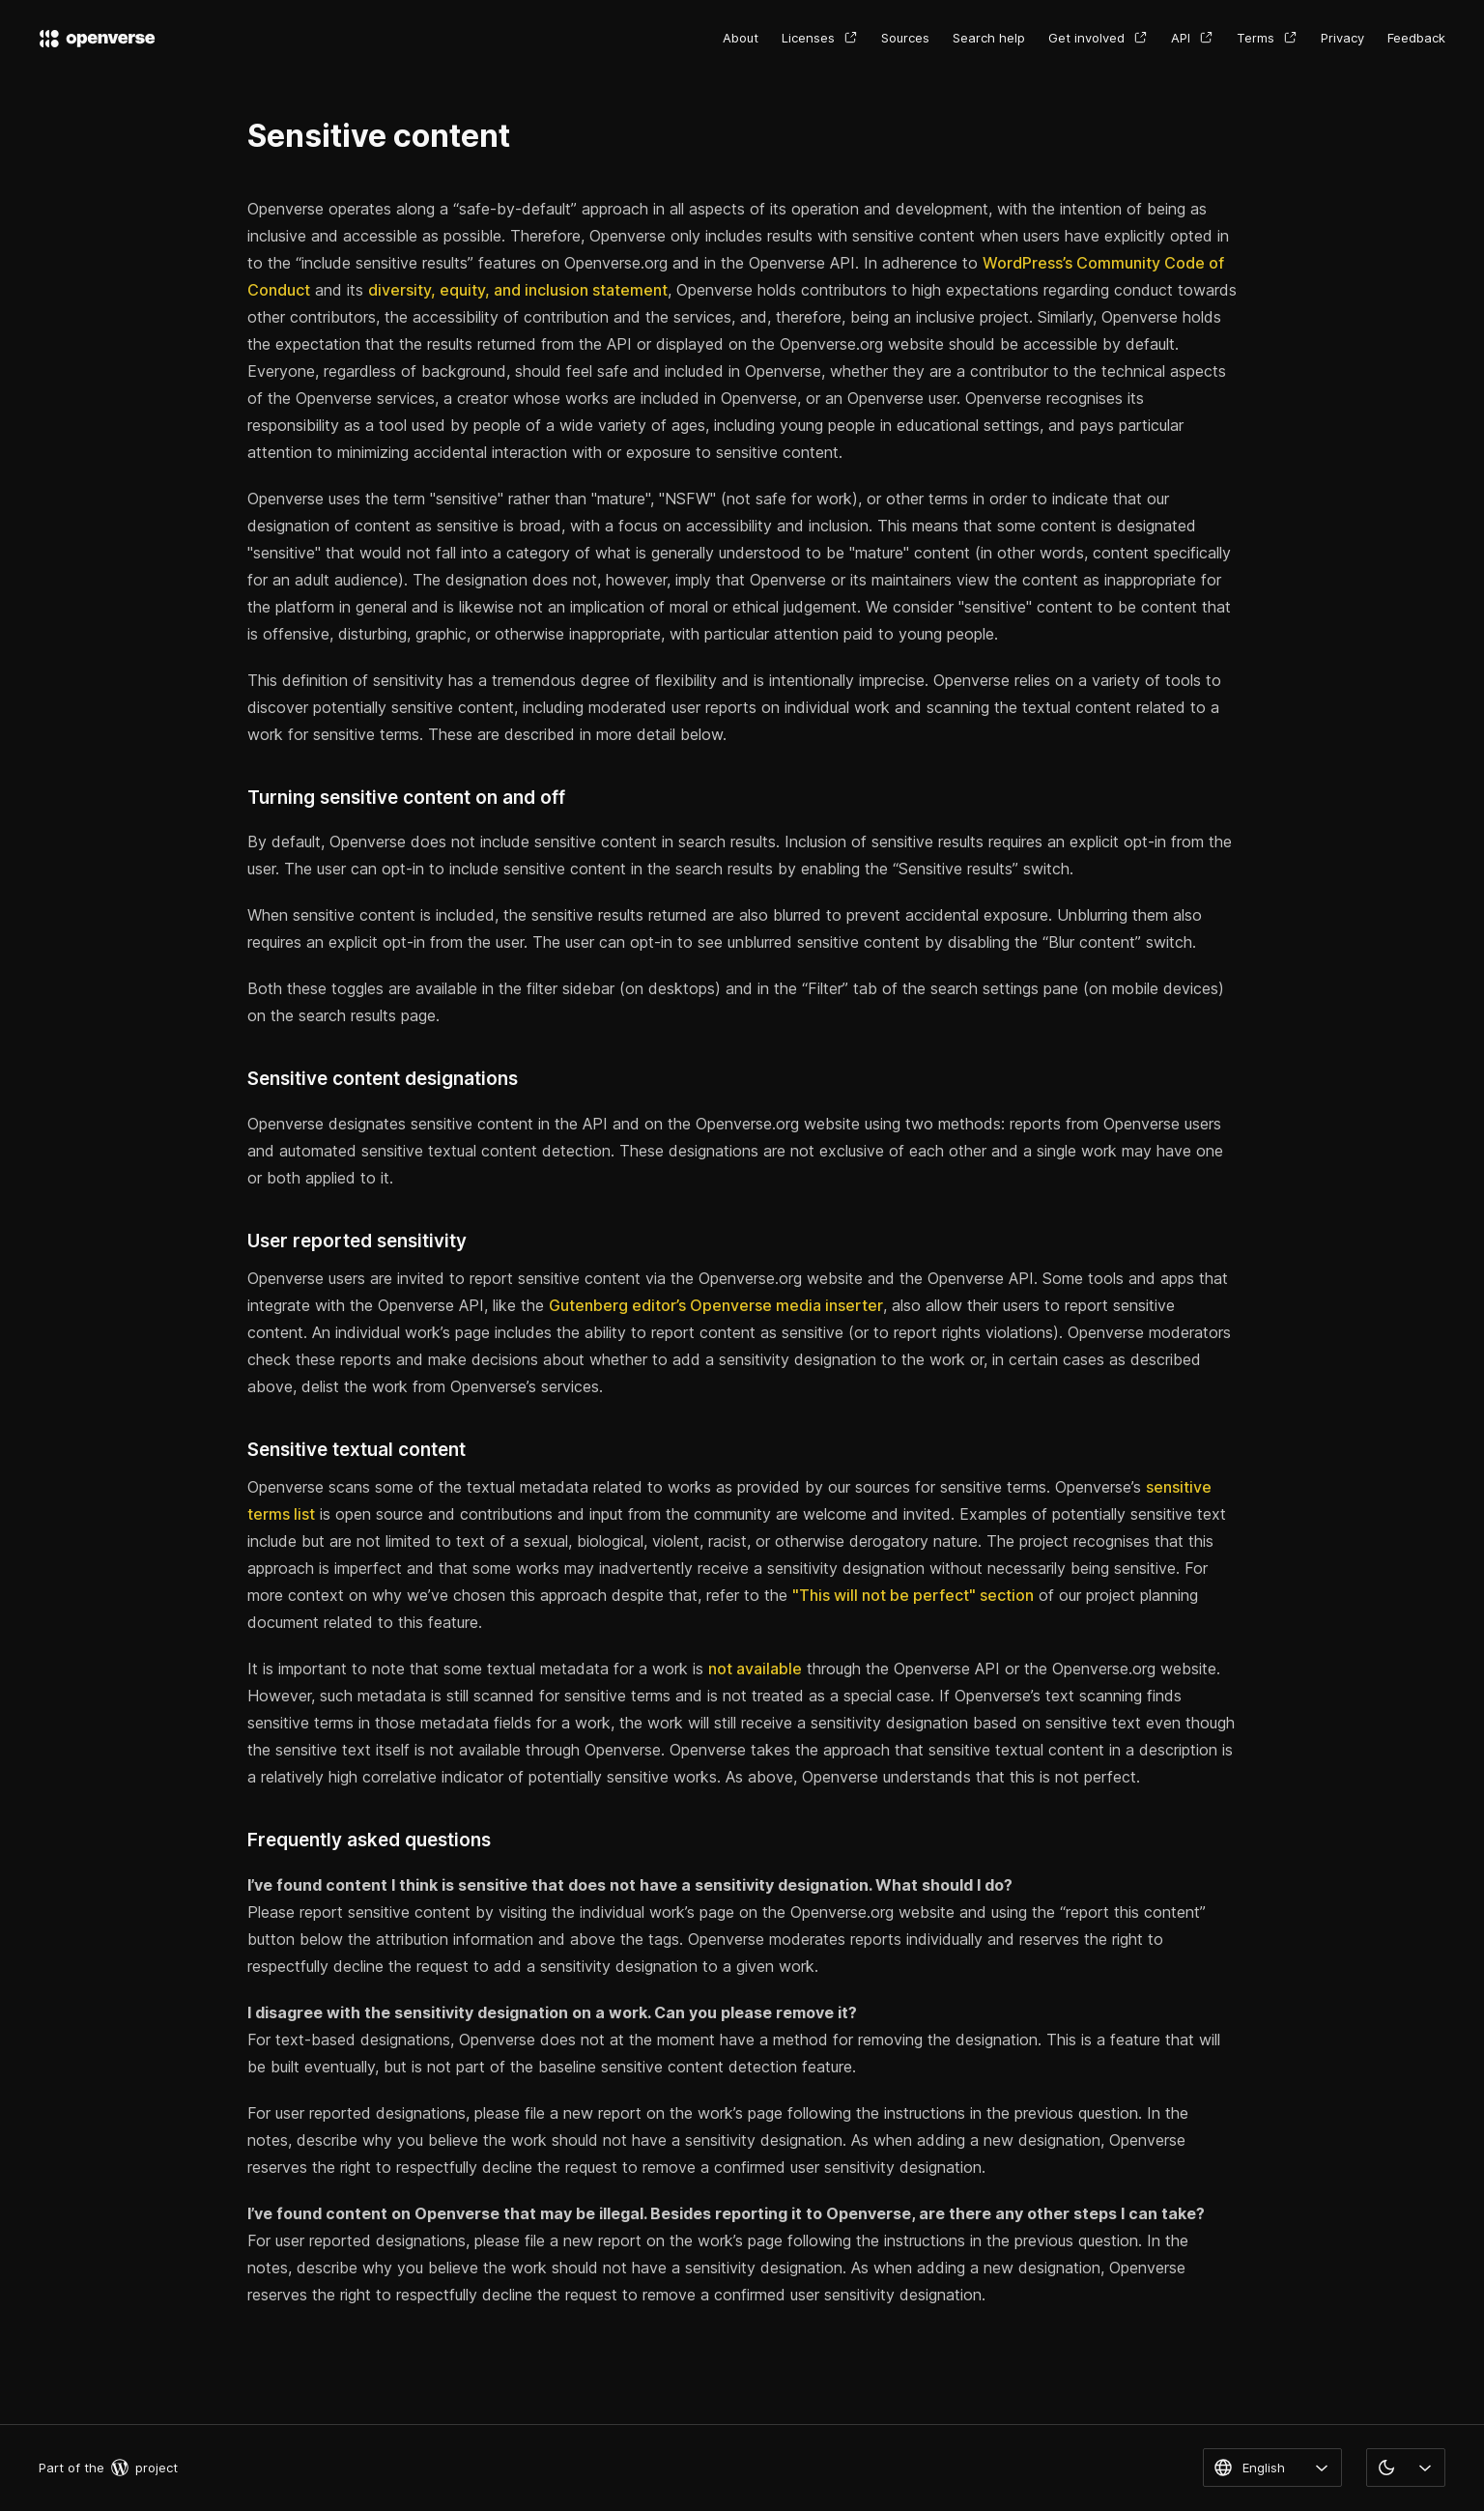 openverse
About Licenses Sources Search help Get involved API Terms Privacy Feedback
Sensitive content
Openverse operates along a “safe-by-default” approach in all aspects of its operation and development, with the intention of being as
inclusive and accessible as possible. Therefore, Openverse only includes results with sensitive content when users have explicitly opted in
to the “include sensitive results” features on Openverse.org and in the Openverse API. In adherence to WordPress’s Community Code of
Conduct and its diversity, equity, and inclusion statement, Openverse holds contributors to high expectations regarding conduct towards
other contributors, the accessibility of contribution and the services, and, therefore, being an inclusive project. Similarly, Openverse holds
the expectation that the results returned from the API or displayed on the Openverse.org website should be accessible by default.
Everyone, regardless of background, should feel safe and included in Openverse, whether they are a contributor to the technical aspects
of the Openverse services, a creator whose works are included in Openverse, or an Openverse user. Openverse recognises its
responsibility as a tool used by people of a wide variety of ages, including young people in educational settings, and pays particular
attention to minimizing accidental interaction with or exposure to sensitive content.
Openverse uses the term "sensitive" rather than "mature", "NSFW" (not safe for work), or other terms in order to indicate that our
designation of content as sensitive is broad, with a focus on accessibility and inclusion. This means that some content is designated
"sensitive" that would not fall into a category of what is generally understood to be "mature" content (in other words, content specifically
for an adult audience). The designation does not, however, imply that Openverse or its maintainers view the content as inappropriate for
the platform in general and is likewise not an implication of moral or ethical judgement. We consider "sensitive" content to be content that
is offensive, disturbing, graphic, or otherwise inappropriate, with particular attention paid to young people.
This definition of sensitivity has a tremendous degree of flexibility and is intentionally imprecise. Openverse relies on a variety of tools to
discover potentially sensitive content, including moderated user reports on individual work and scanning the textual content related to a
work for sensitive terms. These are described in more detail below.
Turning sensitive content on and off
By default, Openverse does not include sensitive content in search results. Inclusion of sensitive results requires an explicit opt-in from the
user. The user can opt-in to include sensitive content in the search results by enabling the “Sensitive results” switch.
When sensitive content is included, the sensitive results returned are also blurred to prevent accidental exposure. Unblurring them also
requires an explicit opt-in from the user. The user can opt-in to see unblurred sensitive content by disabling the “Blur content” switch.
Both these toggles are available in the filter sidebar (on desktops) and in the “Filter” tab of the search settings pane (on mobile devices)
on the search results page.
Sensitive content designations
Openverse designates sensitive content in the API and on the Openverse.org website using two methods: reports from Openverse users
and automated sensitive textual content detection. These designations are not exclusive of each other and a single work may have one
or both applied to it.
User reported sensitivity
Openverse users are invited to report sensitive content via the Openverse.org website and the Openverse API. Some tools and apps that
integrate with the Openverse API, like the Gutenberg editor’s Openverse media inserter, also allow their users to report sensitive
content. An individual work’s page includes the ability to report content as sensitive (or to report rights violations). Openverse moderators
check these reports and make decisions about whether to add a sensitivity designation to the work or, in certain cases as described
above, delist the work from Openverse’s services.
Sensitive textual content
Openverse scans some of the textual metadata related to works as provided by our sources for sensitive terms. Openverse’s sensitive
terms list is open source and contributions and input from the community are welcome and invited. Examples of potentially sensitive text
include but are not limited to text of a sexual, biological, violent, racist, or otherwise derogatory nature. The project recognises that this
approach is imperfect and that some works may inadvertently receive a sensitivity designation without necessarily being sensitive. For
more context on why we’ve chosen this approach despite that, refer to the "This will not be perfect" section of our project planning
document related to this feature.
It is important to note that some textual metadata for a work is not available through the Openverse API or the Openverse.org website.
However, such metadata is still scanned for sensitive terms and is not treated as a special case. If Openverse’s text scanning finds
sensitive terms in those metadata fields for a work, the work will still receive a sensitivity designation based on sensitive text even though
the sensitive text itself is not available through Openverse. Openverse takes the approach that sensitive textual content in a description is
a relatively high correlative indicator of potentially sensitive works. As above, Openverse understands that this is not perfect.
Frequently asked questions
I’ve found content I think is sensitive that does not have a sensitivity designation. What should I do?
Please report sensitive content by visiting the individual work’s page on the Openverse.org website and using the “report this content”
button below the attribution information and above the tags. Openverse moderates reports individually and reserves the right to
respectfully decline the request to add a sensitivity designation to a given work.
I disagree with the sensitivity designation on a work. Can you please remove it?
For text-based designations, Openverse does not at the moment have a method for removing the designation. This is a feature that will
be built eventually, but is not part of the baseline sensitive content detection feature.
For user reported designations, please file a new report on the work’s page following the instructions in the previous question. In the
notes, describe why you believe the work should not have a sensitivity designation. As when adding a new designation, Openverse
reserves the right to respectfully decline the request to remove a confirmed user sensitivity designation.
I’ve found content on Openverse that may be illegal. Besides reporting it to Openverse, are there any other steps I can take?
For user reported designations, please file a new report on the work’s page following the instructions in the previous question. In the
notes, describe why you believe the work should not have a sensitivity designation. As when adding a new designation, Openverse
reserves the right to respectfully decline the request to remove a confirmed user sensitivity designation.
Part of the project
English